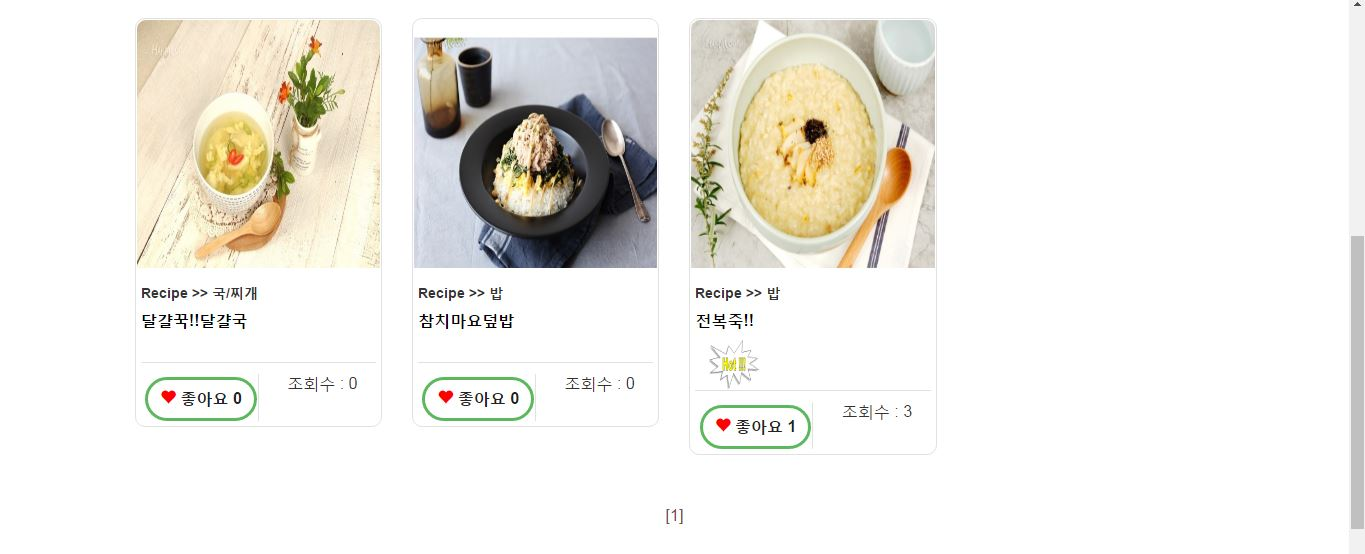 Recipe >> 국/찌개
달걀꾹!!달걀국
♥ 좋아요 0
조회수 : 0
Recipe >> 밥
참치마요덮밥
♥ 좋아요 0
조회수 : 0
Recipe >> 밥
전복죽!!
Hot !!!
♥ 좋아요 1
조회수 : 3
[1]